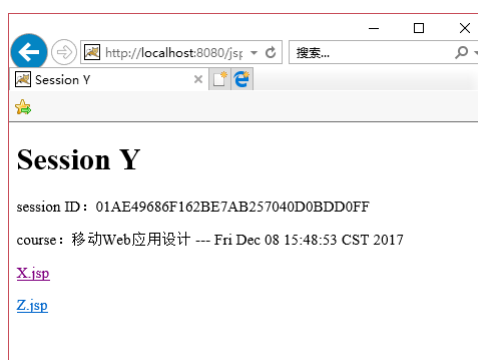 http://localhost:8080/jsp
搜索...
Session Y
Session Y
session ID：01AE49686F162BE7AB257040D0BDD0FF
course：移动Web应用设计 --- Fri Dec 08 15:48:53 CST 2017
X.jsp
Z.jsp